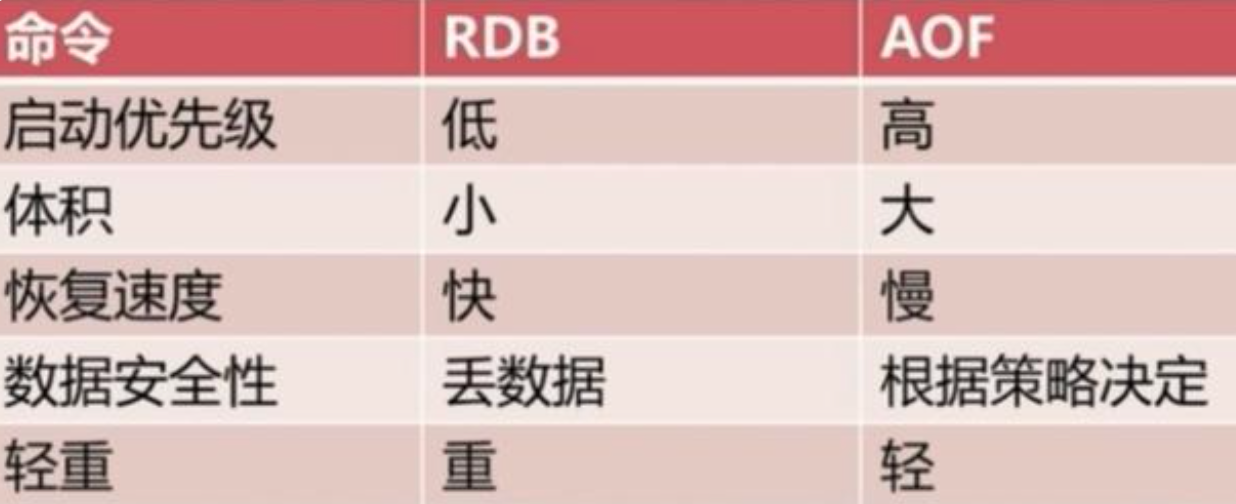 命令 RDB AOF
启动优先级 低 高
体积 小 大
恢复速度 快 慢
数据安全性 丢数据 根据策略决定
轻重 重 轻